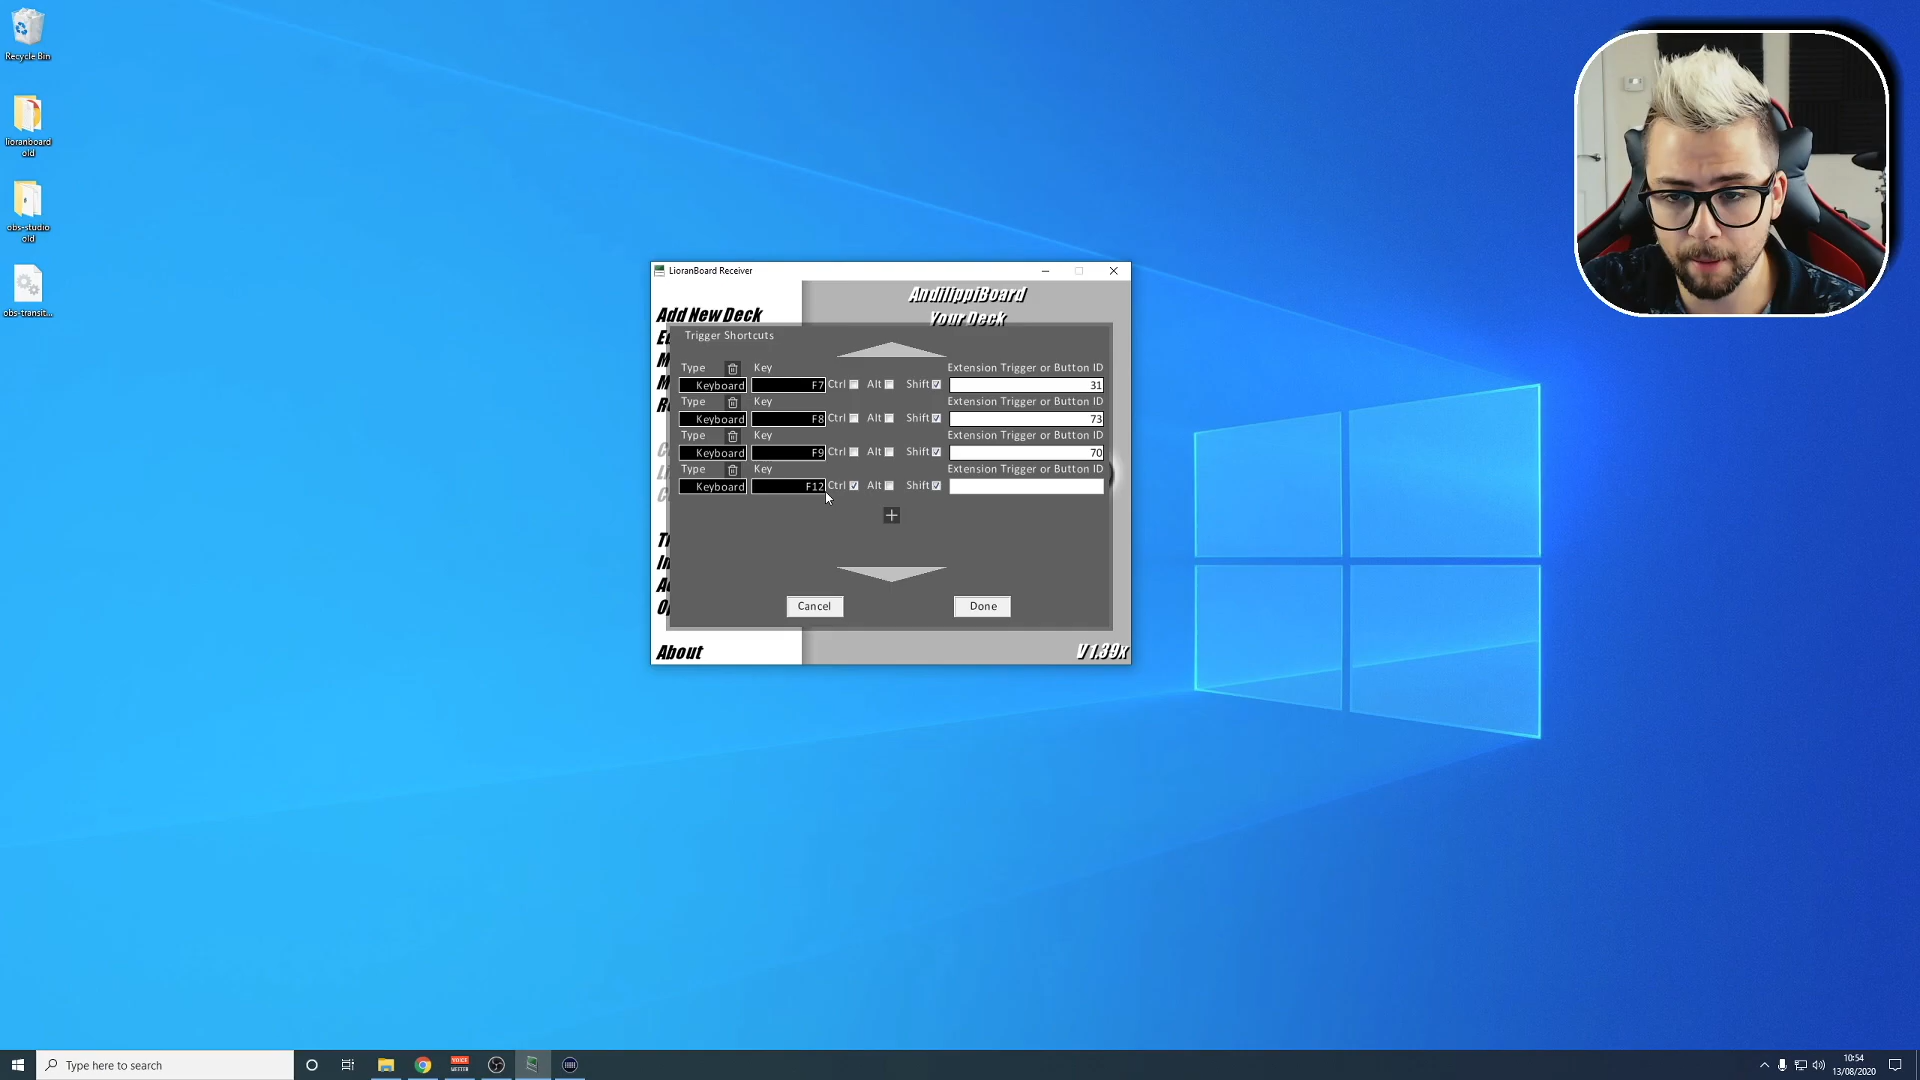 Recycle Bin
lioranboard
old
obs-studio
old
obs-transit...
LioranBoard Receiver
Add New Deck
AndilippiBoard
Your Deck
Trigger Shortcuts
Type Key Extension Trigger or Button ID
Keyboard F7 Ctrl Alt Shift 31
Type Key Extension Trigger or Button ID
Keyboard F8 Ctrl Alt Shift 73
Type Key Extension Trigger or Button ID
Keyboard F9 Ctrl Alt Shift 70
Type Key Extension Trigger or Button ID
Keyboard F12 Ctrl Alt Shift
Cancel Done
About
V 1.39x
Type here to search
VOICE
MEETER
10:54
13/08/2020